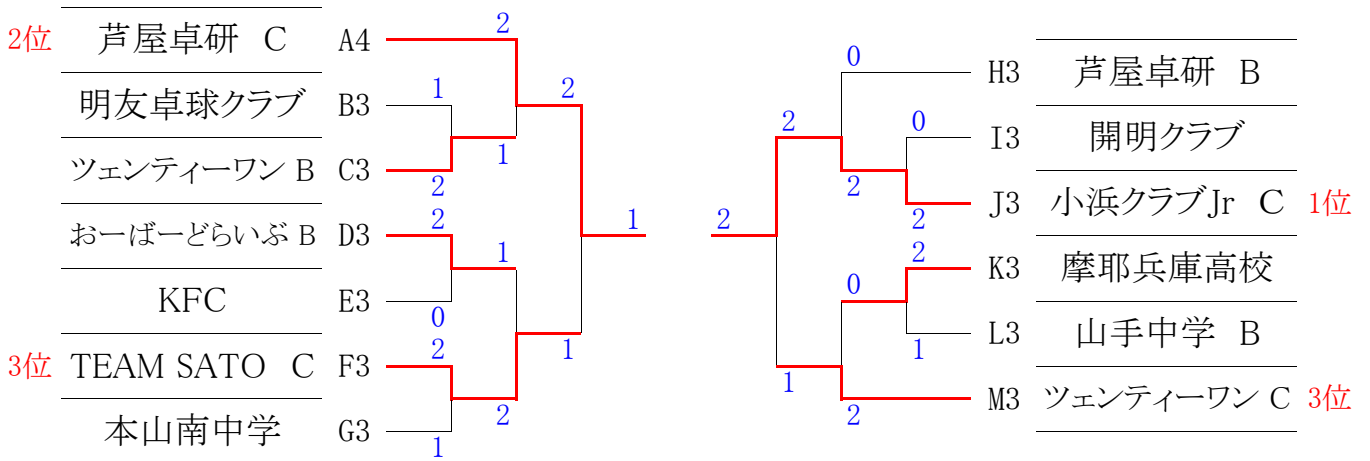 2位 芦屋卓研 C A4 2
明友卓球クラブ B3 1 2
ツェンティーワン B C3 2 1
おーばーどらいぶ B D3 2 1 1
KFC E3 0
3位 TEAM SATO C F3 2 1
本山南中学 G3 1 2
0 H3 芦屋卓研 B
2 0 I3 開明クラブ
2 2 J3 小浜クラブJr C 1位
2 0 2 K3 摩耶兵庫高校
1 L3 山手中学 B
1 2 M3 ツェンティーワン C 3位